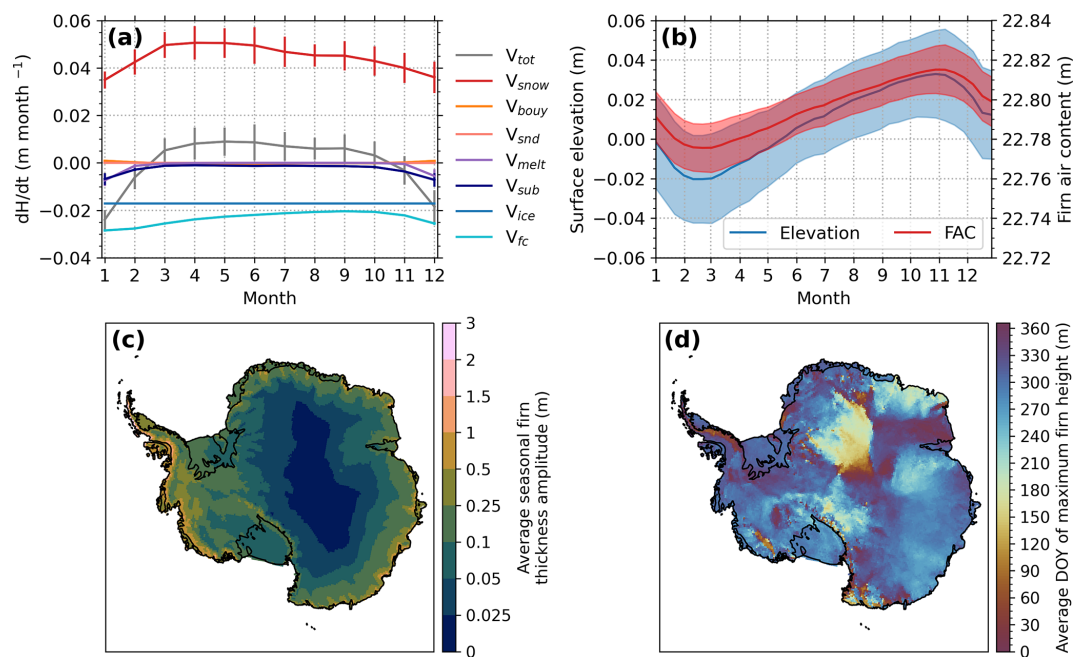 (a)
dH/dt (m month ⁻¹)
0.06
0.04
0.02
0.00
−0.02
−0.04
1 2 3 4 5 6 7 8 9 10 11 12
Month
V_tot
V_snow
V_bouy
V_snd
V_melt
V_sub
V_ice
V_fc
(b)
Surface elevation (m)
0.06
0.04
0.02
0.00
−0.02
−0.04
−0.06
1 2 3 4 5 6 7 8 9 10 11 12
Month
Elevation FAC
22.84
22.82
22.80
22.78
22.76
22.74
22.72
Firn air content (m)
(c)
3
2
1.5
1
0.5
0.25
0.1
0.05
0.025
0
Average seasonal firn
thickness amplitude (m)
(d)
360
330
300
270
240
210
180
150
120
90
60
30
0
Average DOY of maximum firn height (m)